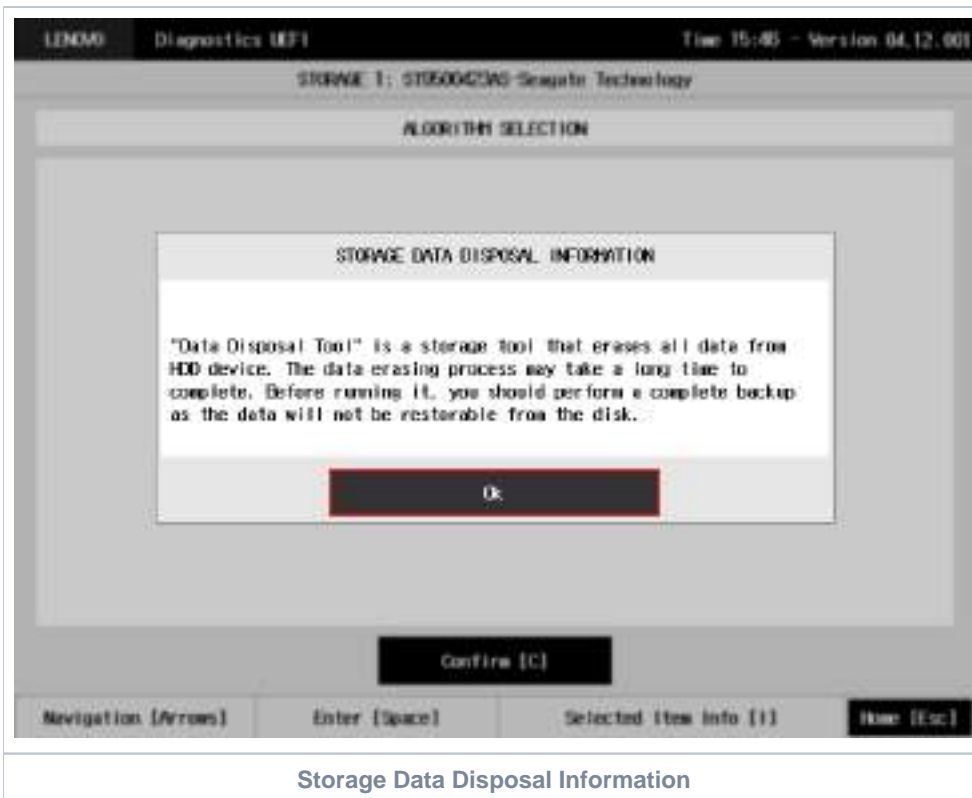 LENOVO Diagnostics UEFI Time 15:46 - Version 04.12.001
STORAGE 1: ST9500423AS-Seagate Technology
ALGORITHM SELECTION
STORAGE DATA DISPOSAL INFORMATION
"Data Disposal Tool" is a storage tool that erases all data from
HDD device. The data erasing process may take a long time to
complete. Before running it, you should perform a complete backup
as the data will not be restorable from the disk.
Ok
Confirm [C]
Navigation [Arrows] Enter [Space] Selected Item Info [I] Home [Esc]
Storage Data Disposal Information